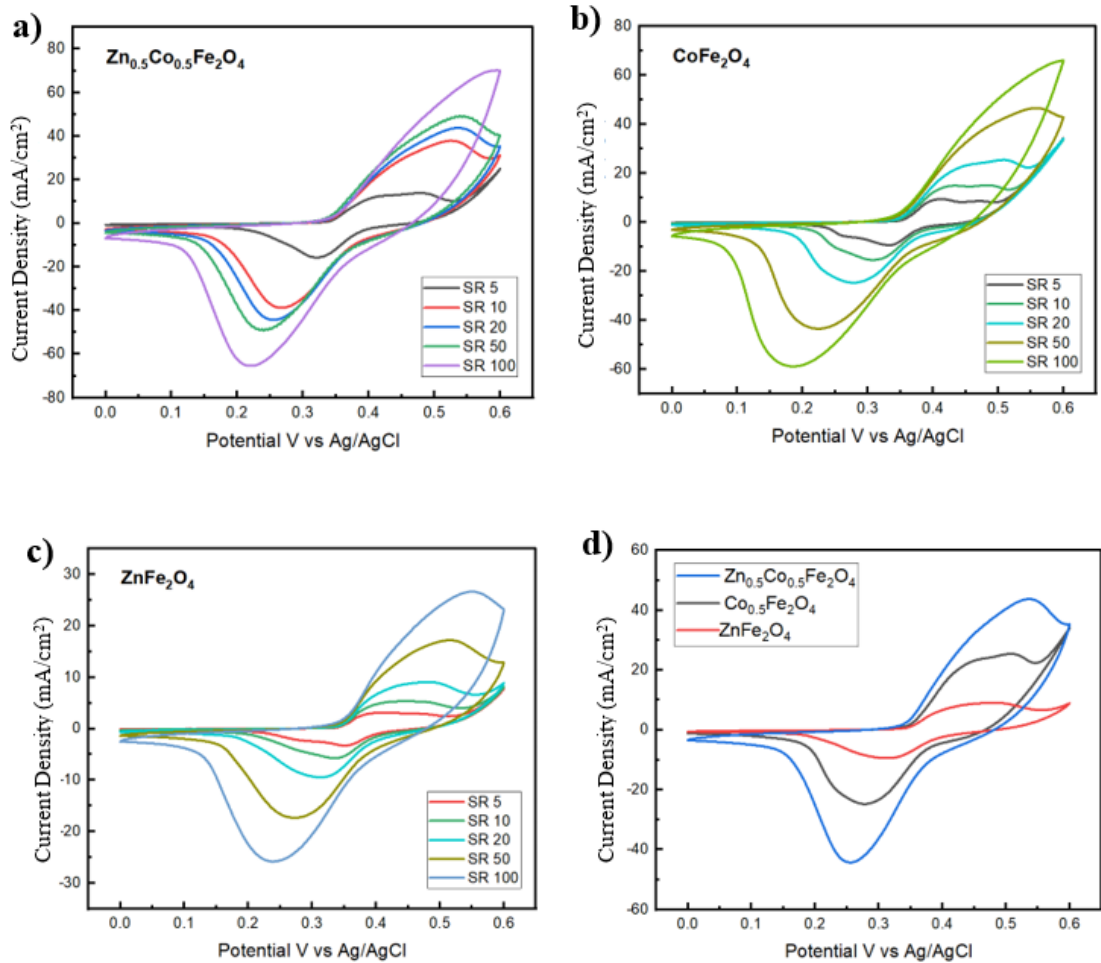 a)
Zn0.5Co0.5Fe2O4
80
60
40
20
0
-20
-40
-60
-80
0.0 0.1 0.2 0.3 0.4 0.5 0.6
Current Density (mA/cm²)
Potential V vs Ag/AgCl
SR 5
SR 10
SR 20
SR 50
SR 100
b)
CoFe2O4
80
60
40
20
0
-20
-40
-60
0.0 0.1 0.2 0.3 0.4 0.5 0.6
Current Density (mA/cm²)
Potential V vs Ag/AgCl
SR 5
SR 10
SR 20
SR 50
SR 100
c)
ZnFe2O4
30
20
10
0
-10
-20
-30
0.0 0.1 0.2 0.3 0.4 0.5 0.6
Current Density (mA/cm²)
Potential V vs Ag/AgCl
SR 5
SR 10
SR 20
SR 50
SR 100
d)
60
40
20
0
-20
-40
-60
0.0 0.1 0.2 0.3 0.4 0.5 0.6
Current Density (mA/cm²)
Potential V vs Ag/AgCl
Zn0.5Co0.5Fe2O4
Co0.5Fe2O4
ZnFe2O4